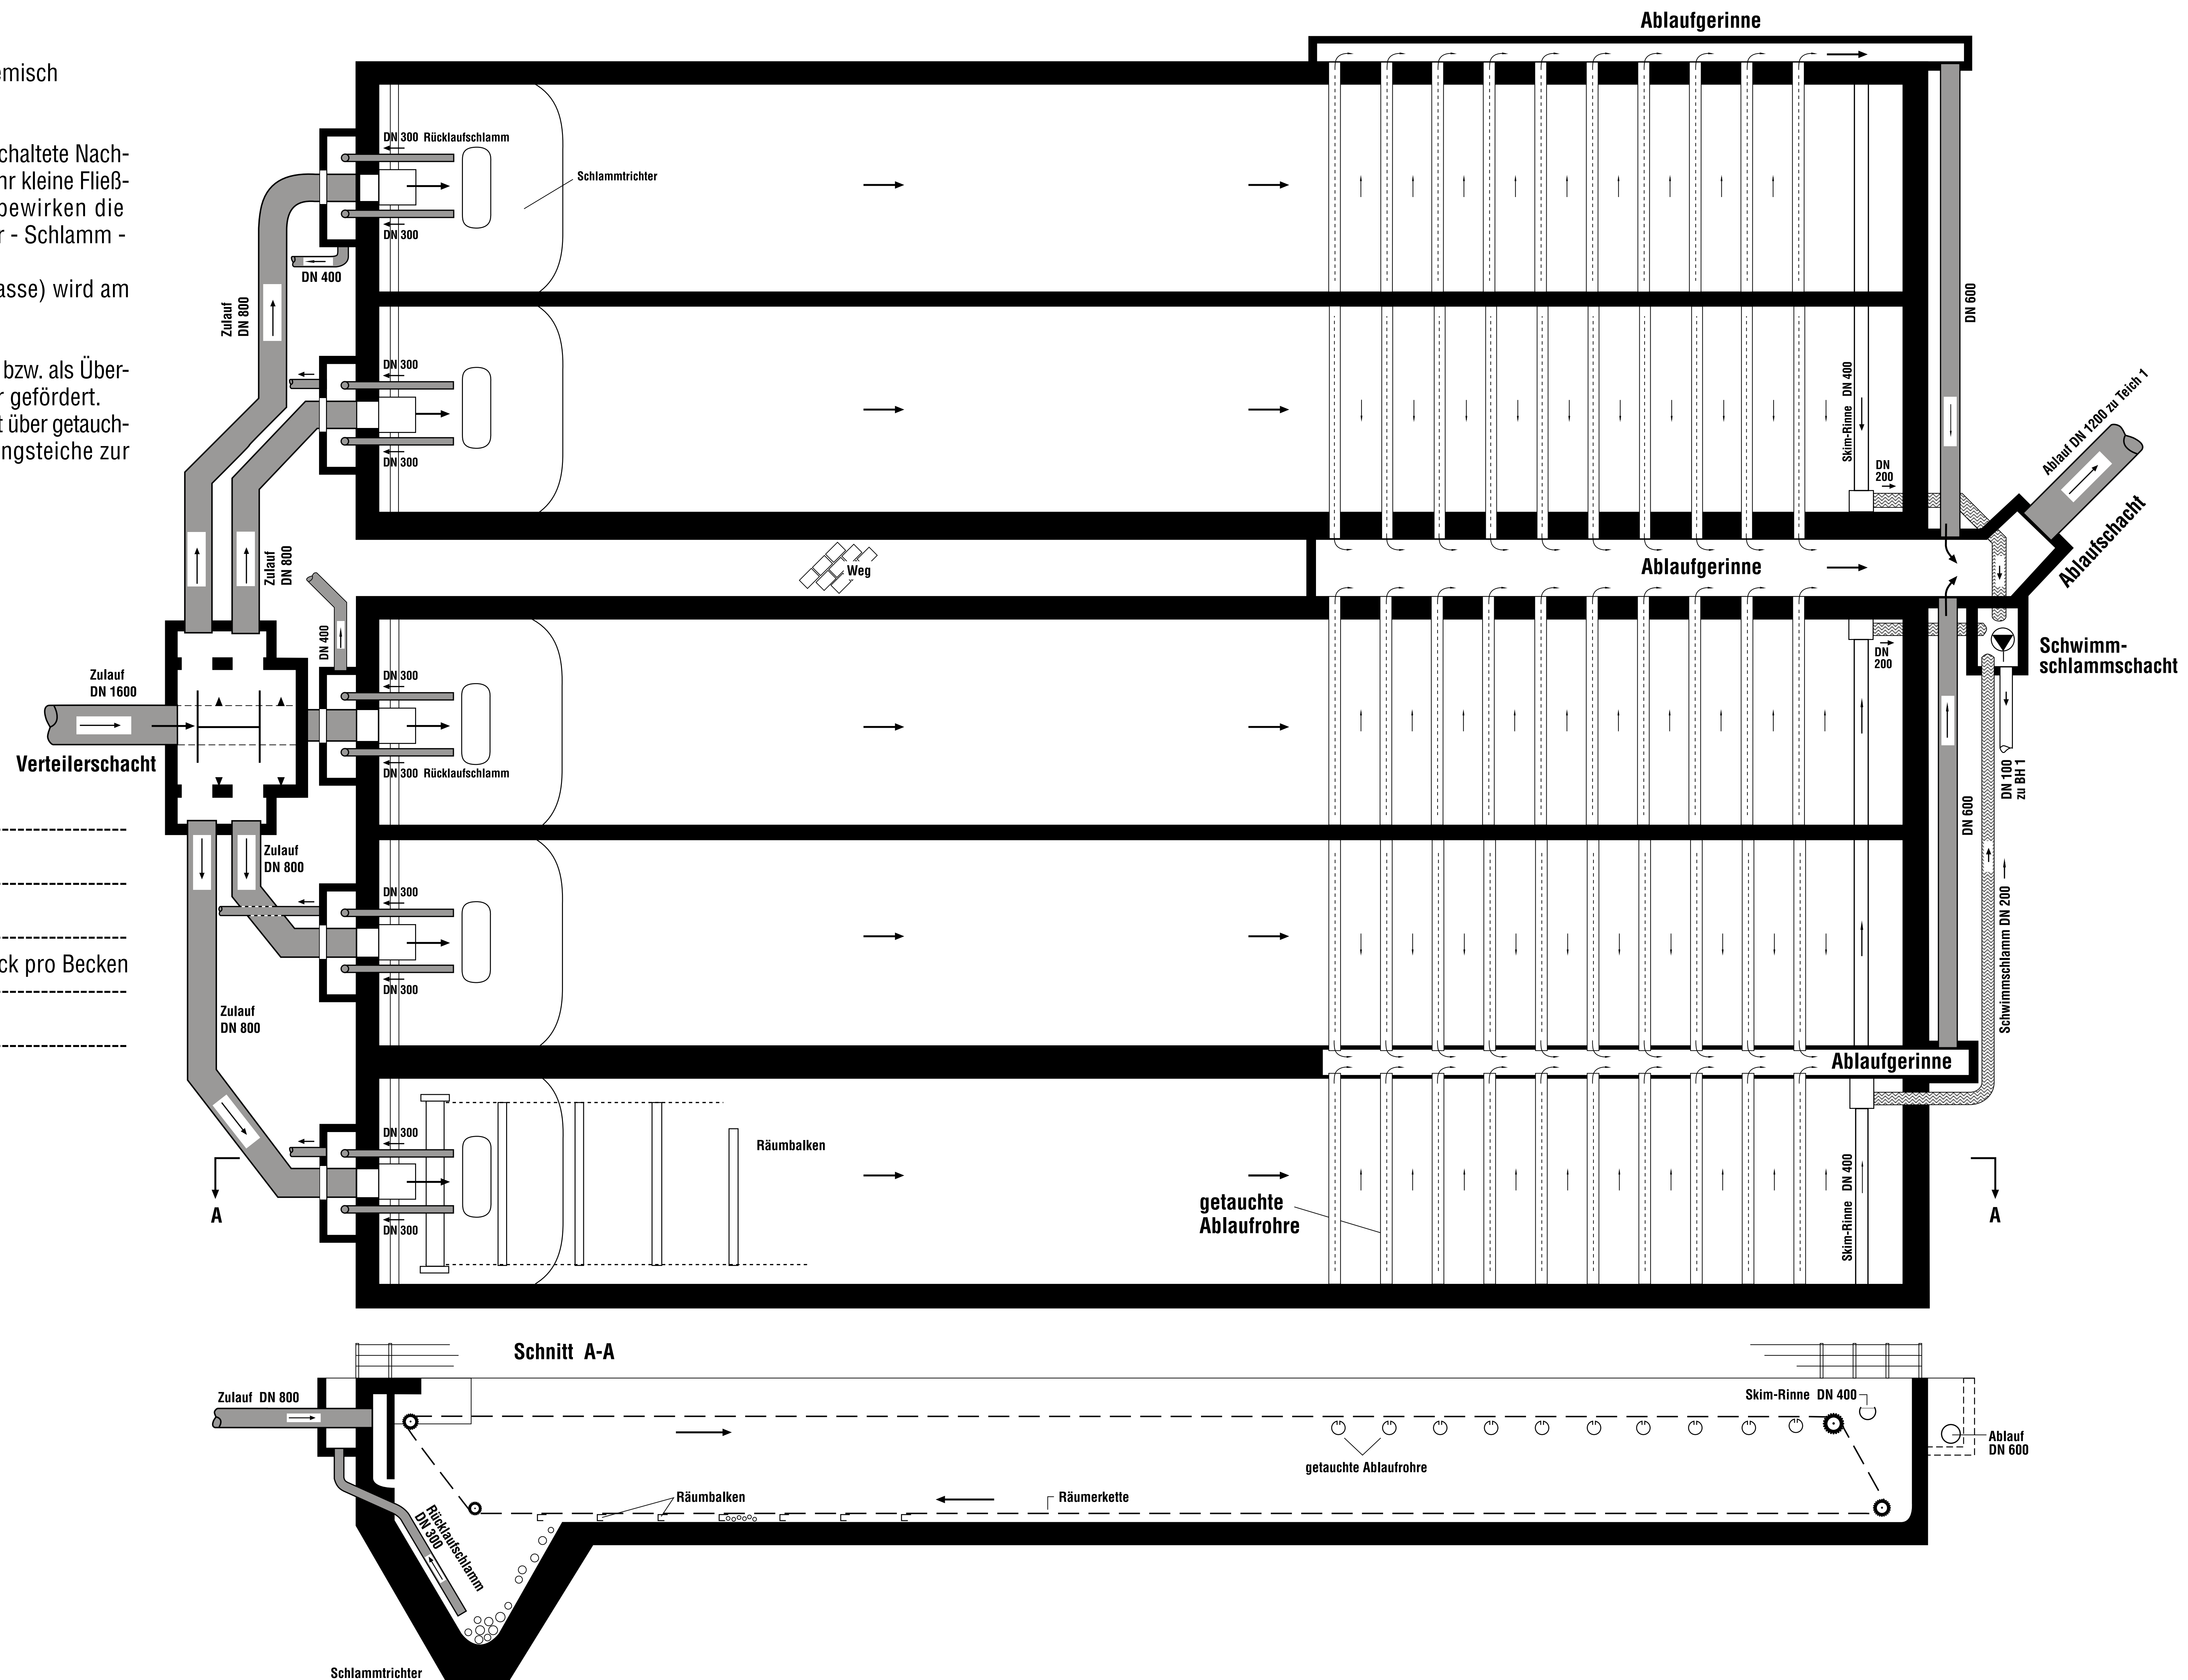 emisch
chaltete Nach-
hr kleine Fließ-
bewirken die
r - Schlamm -
asse) wird am
bzw. als Über-
r gefördert.
t über getauch-
ngsteiche zur
ck pro Becken
Ablaufgerinne
DN 300 Rücklaufschlamm
Schlammtrichter
DN 300
DN 400
Zulauf
DN 800
DN 600
DN 300
DN 300
Skim-Rinne DN 400
DN
200
Ablauf DN 1200 zu Teich 1
Ablaufschacht
Zulauf
DN 800
Weg
Ablaufgerinne
DN 400
Zulauf
DN 1600
Verteilerschacht
DN 300
DN 300 Rücklaufschlamm
DN
200
Schwimm-
schlammschacht
DN 100
zu BH 1
DN 600
Schwimmschlamm DN 200
Zulauf
DN 800
DN 300
DN 300
Zulauf
DN 800
Ablaufgerinne
DN 300
DN 300
Räumbalken
getauchte
Ablaufrohre
Skim-Rinne DN 400
A
A
Schnitt A-A
Zulauf DN 800
Skim-Rinne DN 400
Ablauf
DN 600
getauchte Ablaufrohre
Räumbalken
Räumerkette
Rücklaufschlamm
DN 300
Schlammtrichter